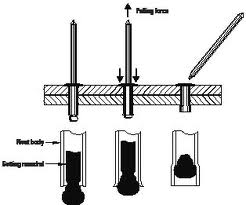 Pulling force
Rivet body
Setting mandrel